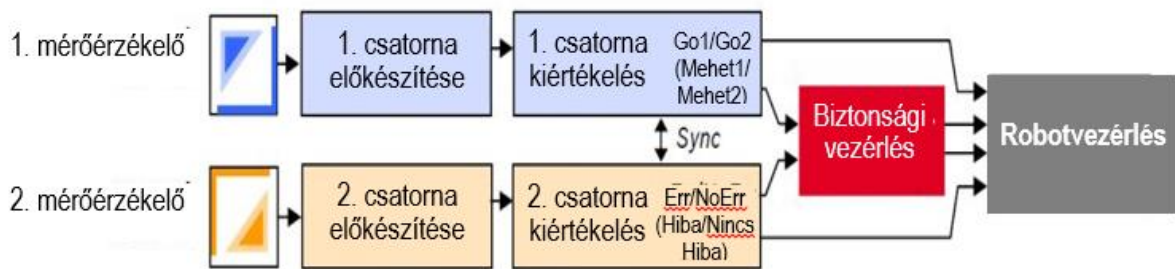 1. mérőérzékelő
1. csatorna
előkészítése
1. csatorna
kiértékelés
Go1/Go2
(Mehet1/
Mehet2)
Sync
Biztonsági
vezérlés
Robotvezérlés
2. mérőérzékelő
2. csatorna
előkészítése
2. csatorna
kiértékelés
Err/NoErr
(Hiba/Nincs
Hiba)